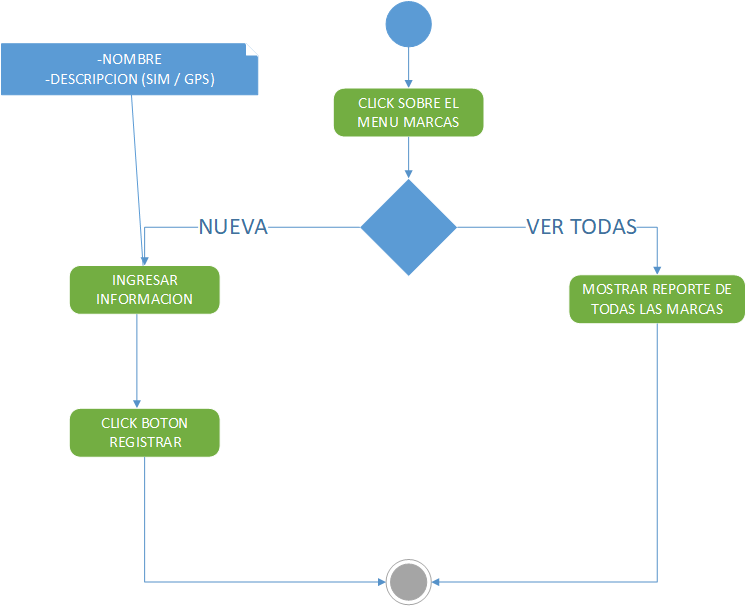 -NOMBRE
-DESCRIPCION (SIM / GPS)
CLICK SOBRE EL
MENU MARCAS
NUEVA
VER TODAS
INGRESAR
INFORMACION
MOSTRAR REPORTE DE
TODAS LAS MARCAS
CLICK BOTON
REGISTRAR